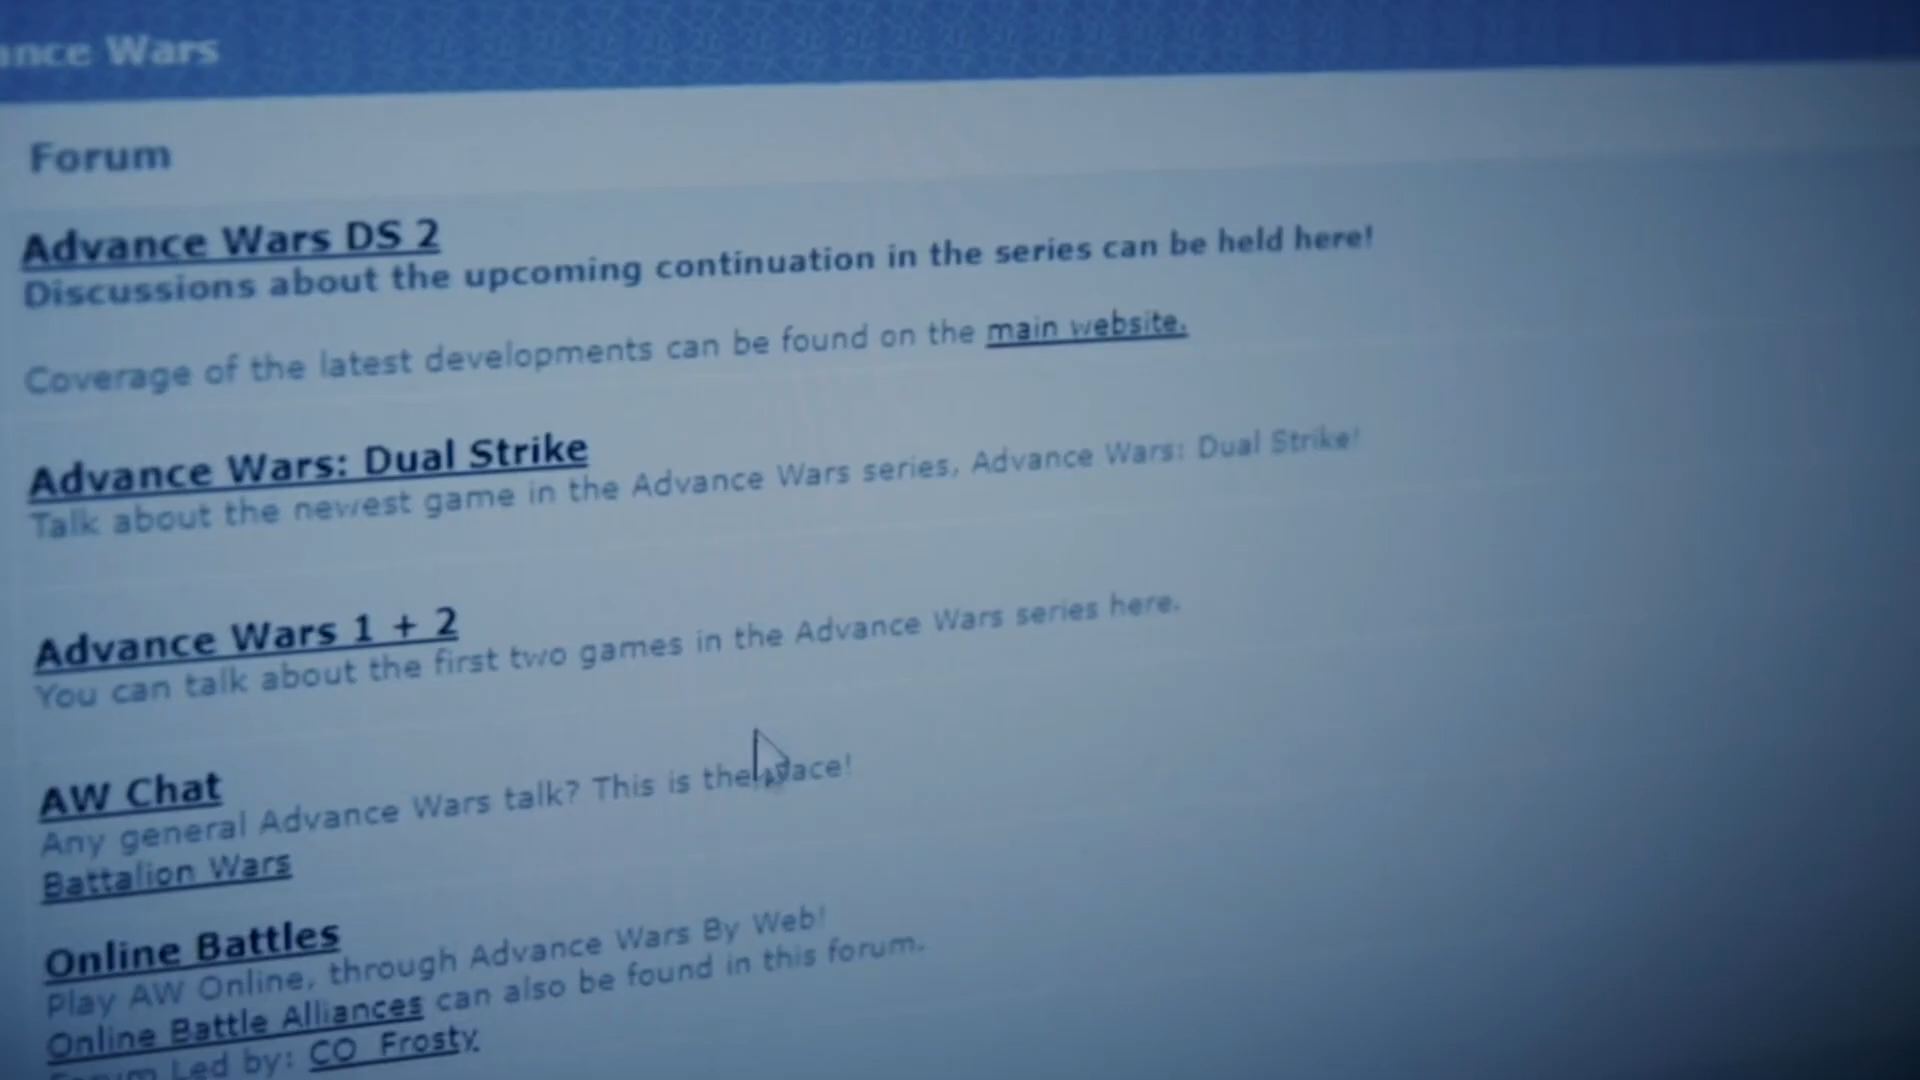 ance Wars
Forum
Advance Wars DS 2
Discussions about the upcoming continuation in the series can be held here!
Coverage of the latest developments can be found on the main website.
Advance Wars: Dual Strike
Talk about the newest game in the Advance Wars series, Advance Wars: Dual Strike!
Advance Wars 1 + 2
You can talk about the first two games in the Advance Wars series here.
AW Chat
Any general Advance Wars talk? This is the place!
Battalion Wars
Online Battles
Play AW Online, through Advance Wars By Web!
Online Battle Alliances can also be found in this forum.
Forum Led by: CO_Frosty